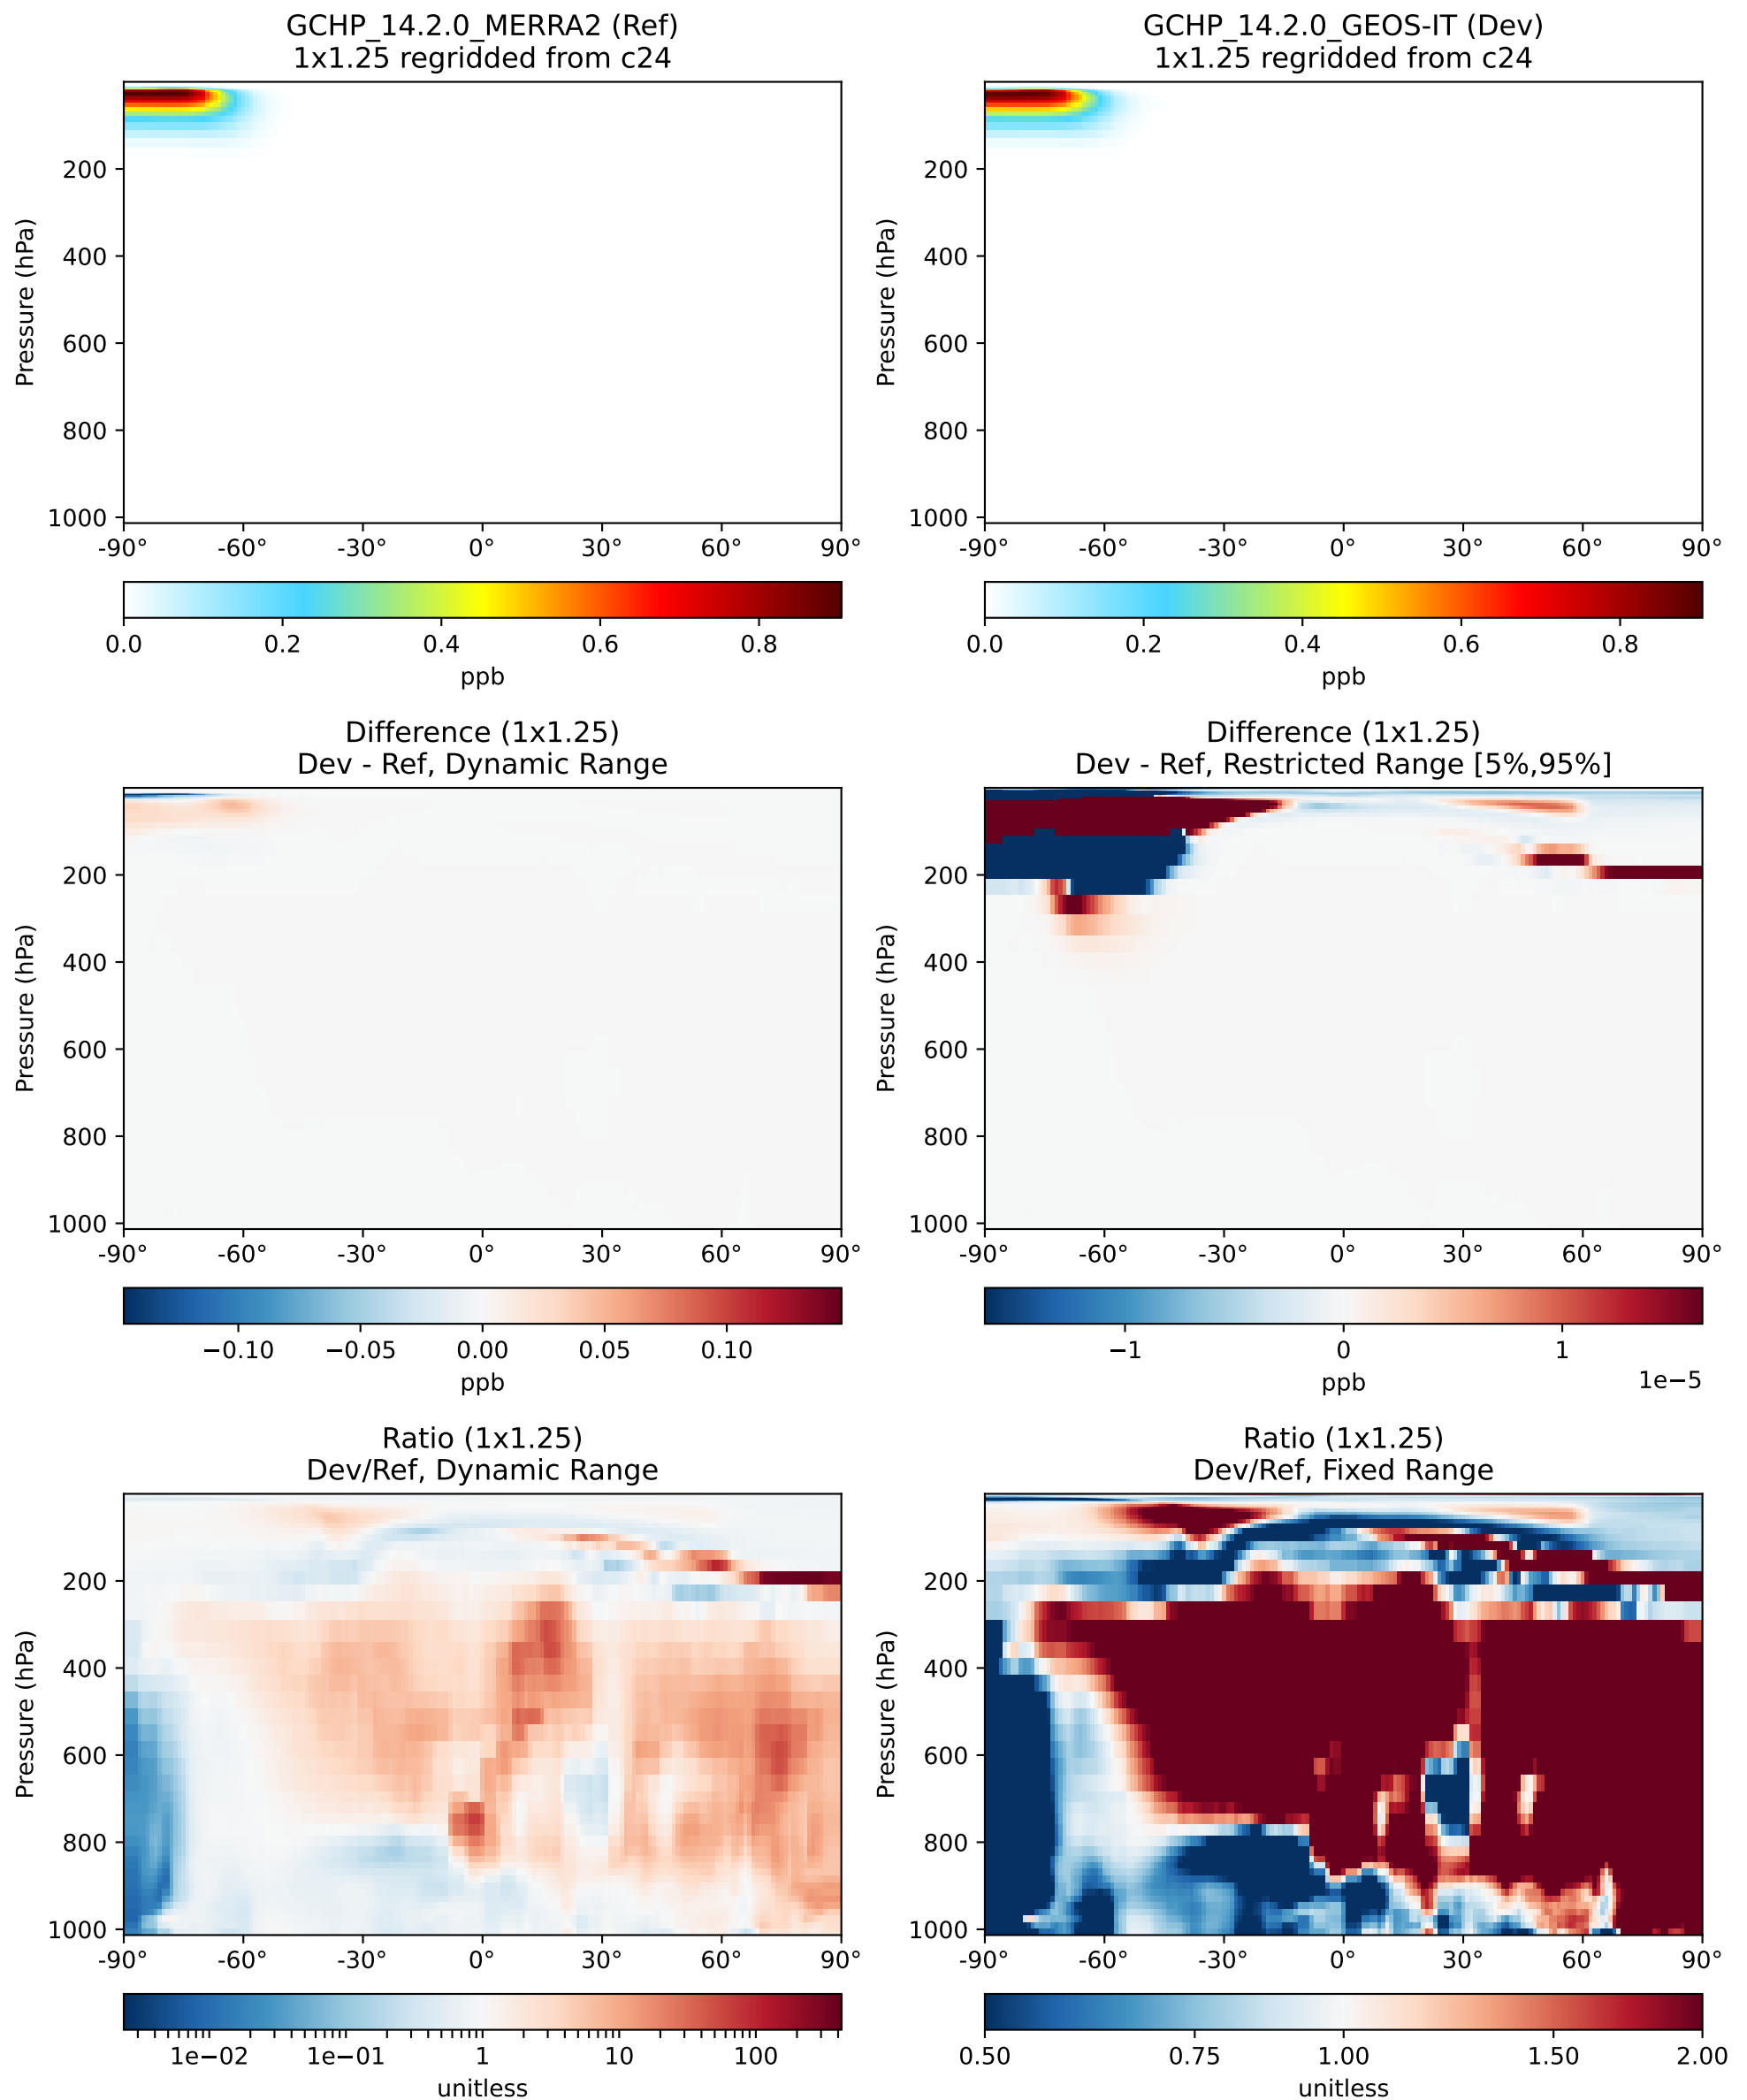 GCHP_14.2.0_MERRA2 (Ref)
1x1.25 regridded from c24
Pressure (hPa)
200
400
600
800
1000
-90° -60° -30° 0° 30° 60° 90°
0.0 0.2 0.4 0.6 0.8
ppb
GCHP_14.2.0_GEOS-IT (Dev)
1x1.25 regridded from c24
Pressure (hPa)
200
400
600
800
1000
-90° -60° -30° 0° 30° 60° 90°
0.0 0.2 0.4 0.6 0.8
ppb
Difference (1x1.25)
Dev - Ref, Dynamic Range
Pressure (hPa)
200
400
600
800
1000
-90° -60° -30° 0° 30° 60° 90°
−0.10 −0.05 0.00 0.05 0.10
ppb
Difference (1x1.25)
Dev - Ref, Restricted Range [5%,95%]
Pressure (hPa)
200
400
600
800
1000
-90° -60° -30° 0° 30° 60° 90°
−1 0 1
1e−5
ppb
Ratio (1x1.25)
Dev/Ref, Dynamic Range
Pressure (hPa)
200
400
600
800
1000
-90° -60° -30° 0° 30° 60° 90°
1e−02 1e−01 1 10 100
unitless
Ratio (1x1.25)
Dev/Ref, Fixed Range
Pressure (hPa)
200
400
600
800
1000
-90° -60° -30° 0° 30° 60° 90°
0.50 0.75 1.00 1.50 2.00
unitless